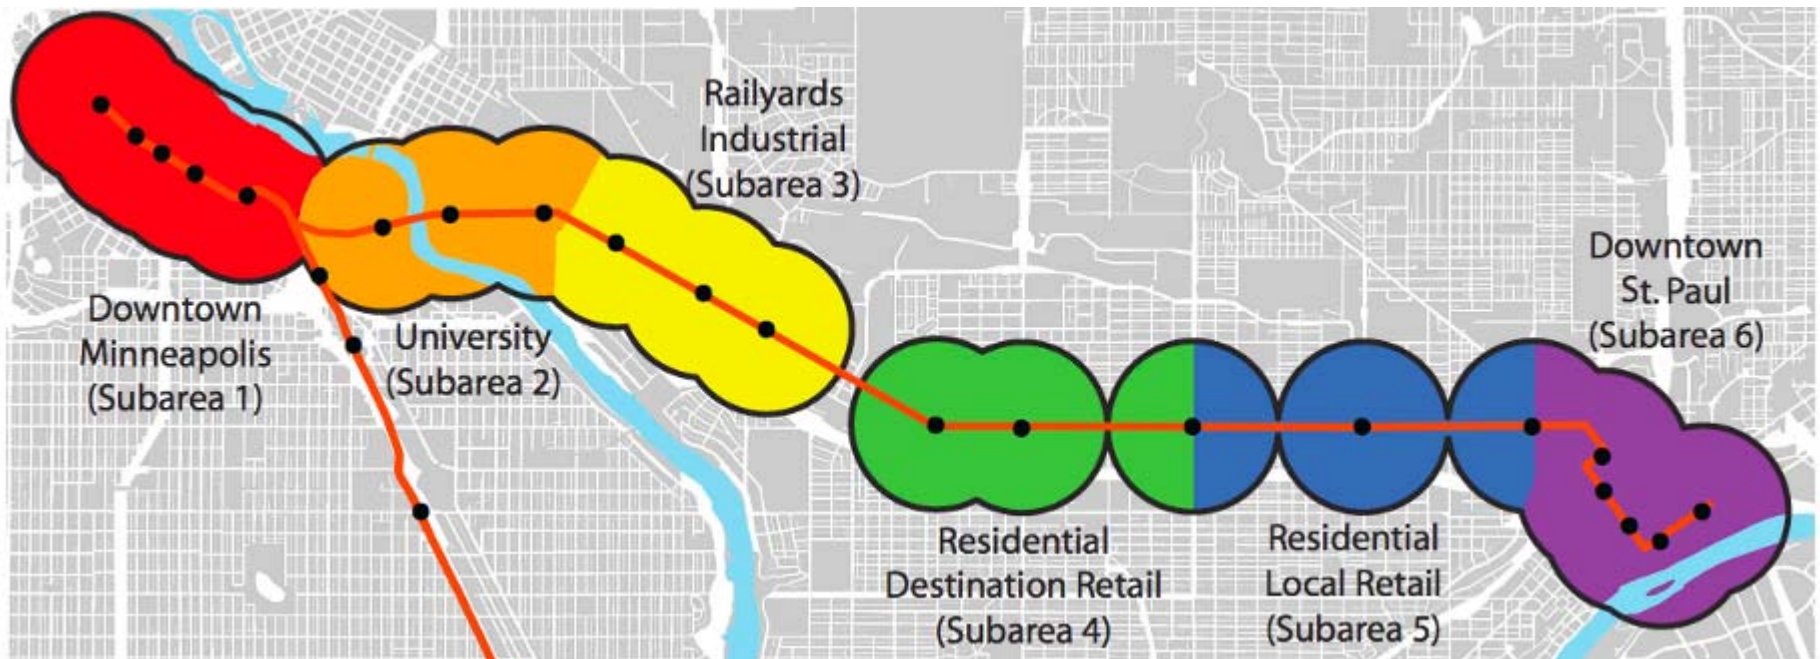 Railyards
Industrial
(Subarea 3)
Downtown
St. Paul
(Subarea 6)
Downtown
Minneapolis
(Subarea 1)
University
(Subarea 2)
Residential
Destination Retail
(Subarea 4)
Residential
Local Retail
(Subarea 5)